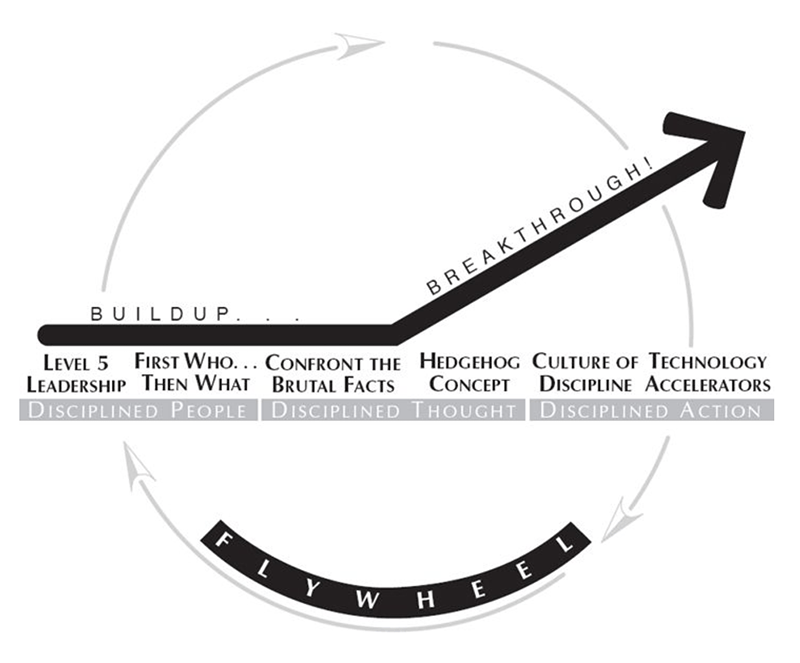 BREAKTHROUGH!
BUILDUP. . .
LEVEL 5 LEADERSHIP
FIRST WHO... THEN WHAT
CONFRONT THE BRUTAL FACTS
HEDGEHOG CONCEPT
CULTURE OF DISCIPLINE
TECHNOLOGY ACCELERATORS
DISCIPLINED PEOPLE
DISCIPLINED THOUGHT
DISCIPLINED ACTION
FLYWHEEL